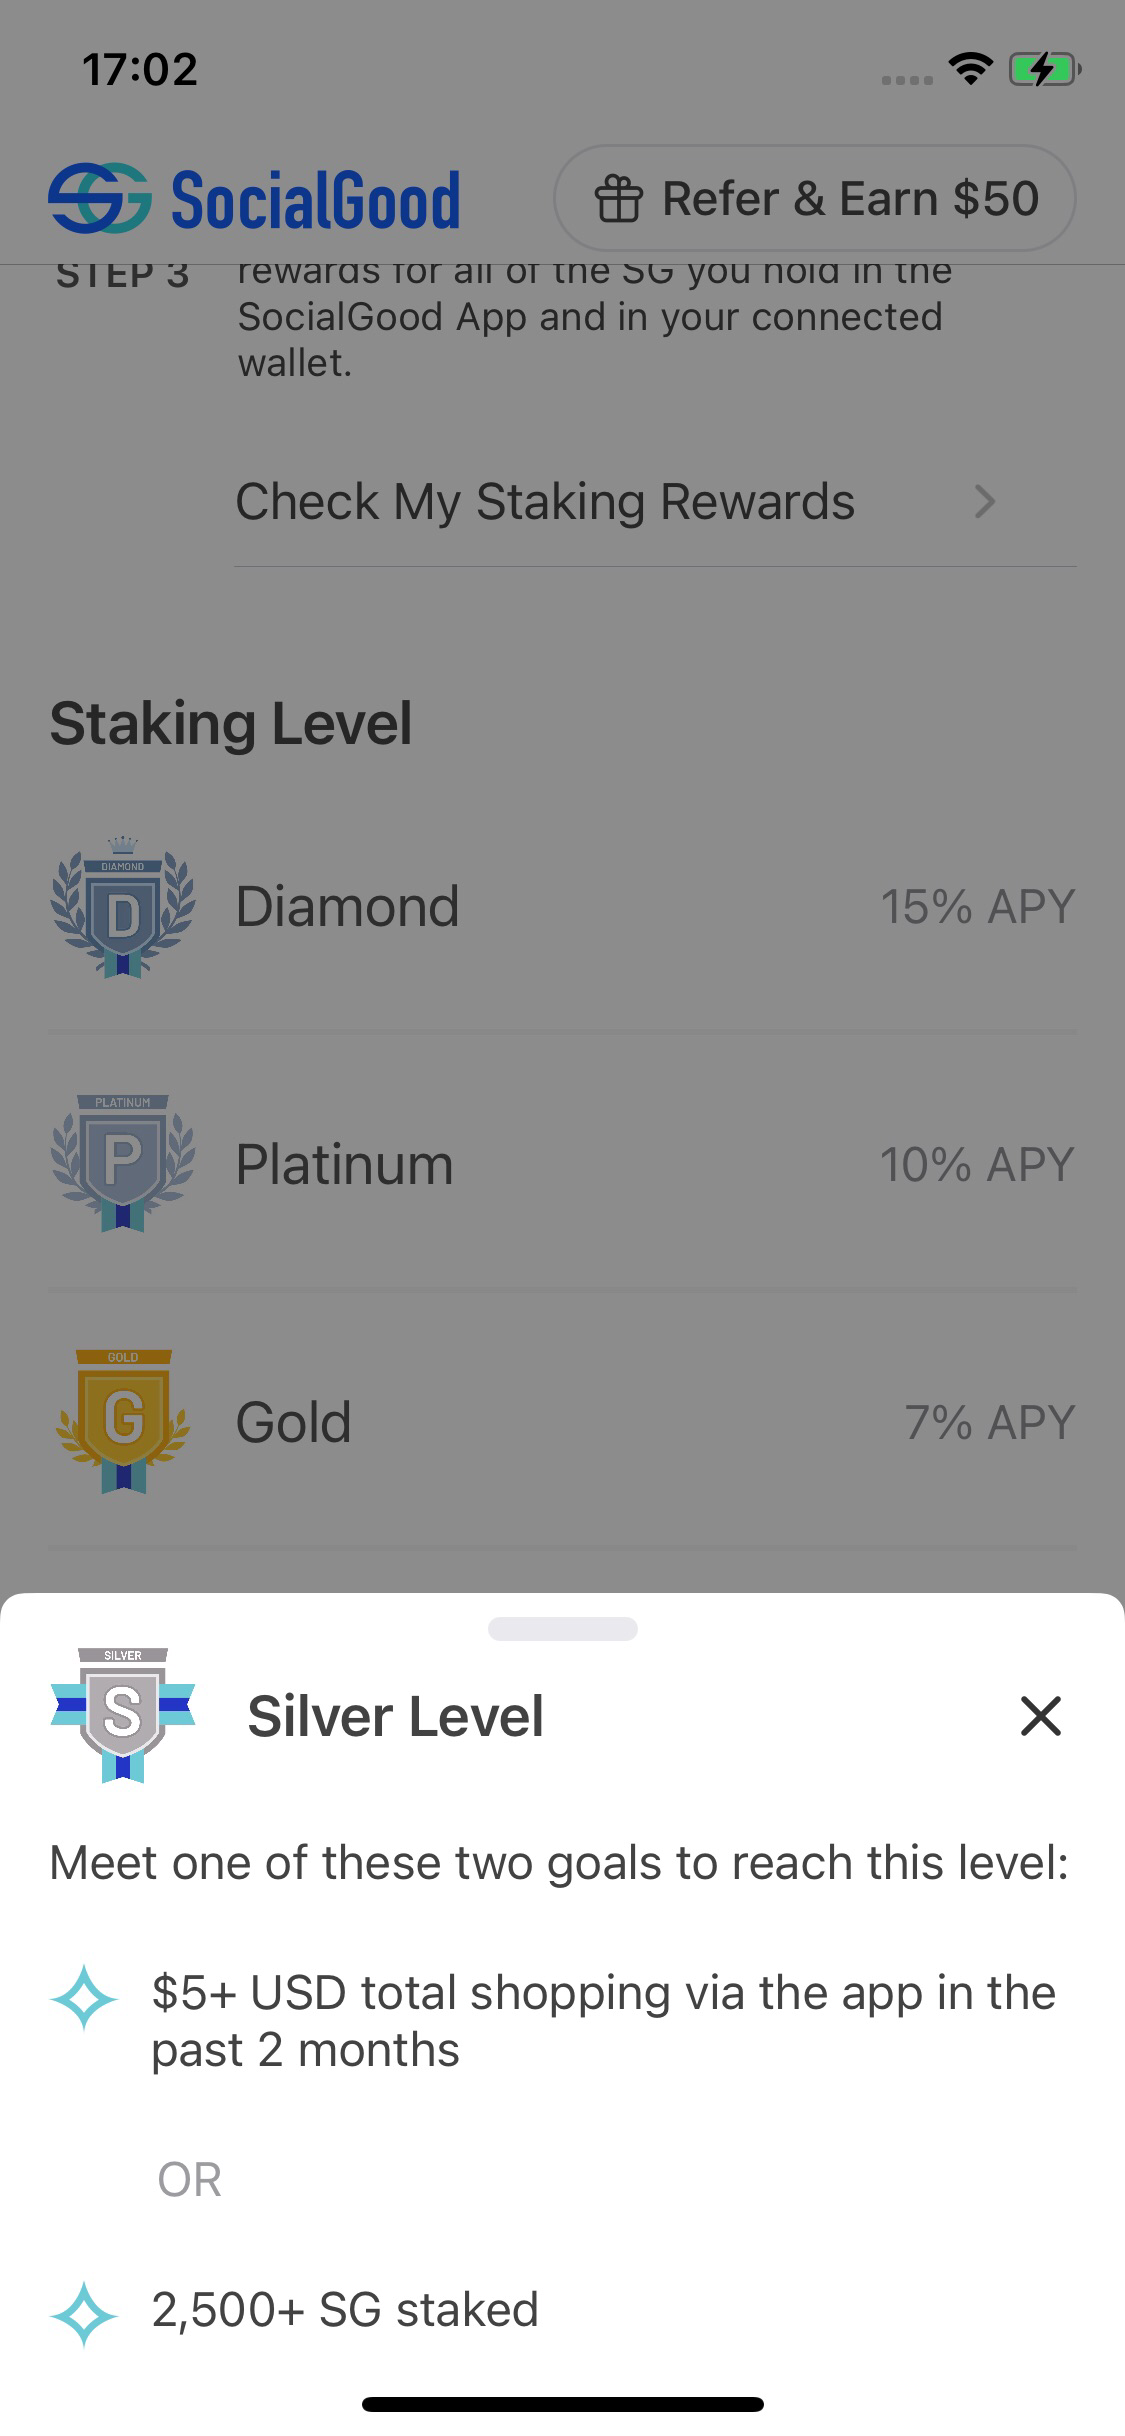 17:02
SocialGood
Refer & Earn $50
STEP 3
rewards for all of the SG you hold in the
SocialGood App and in your connected
wallet.
Check My Staking Rewards
Staking Level
DIAMOND
D
Diamond
15% APY
PLATINUM
P
Platinum
10% APY
GOLD
G
Gold
7% APY
SILVER
S
Silver Level
Meet one of these two goals to reach this level:
$5+ USD total shopping via the app in the
past 2 months
OR
2,500+ SG staked